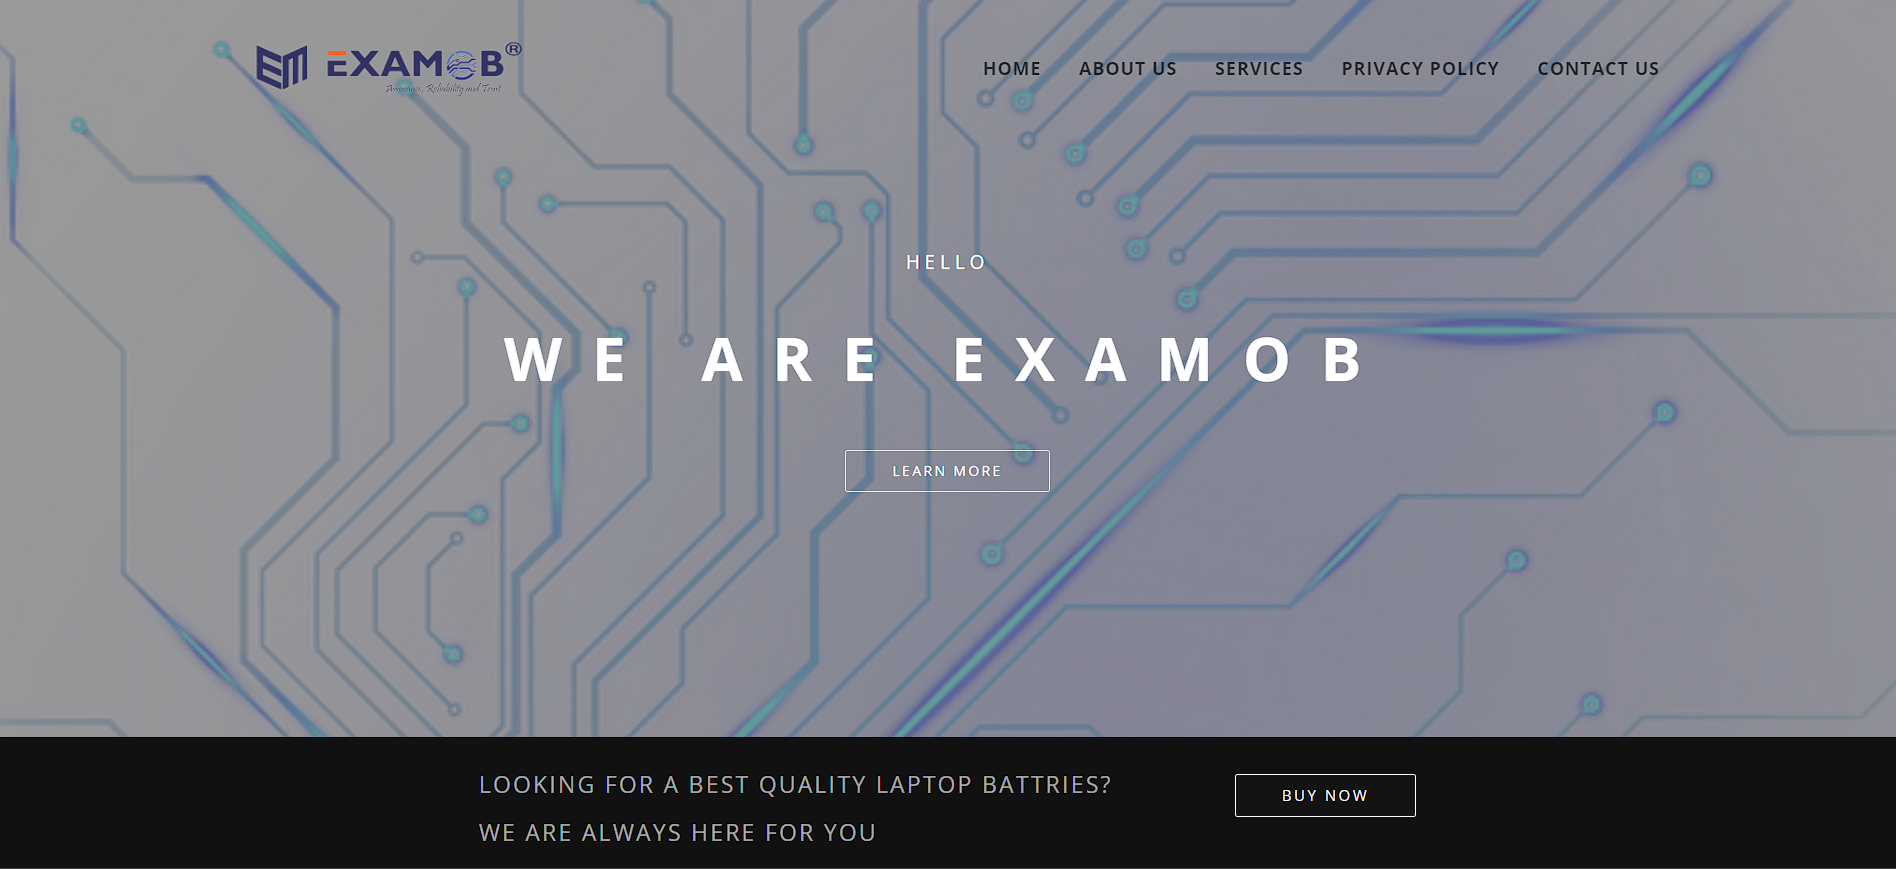 EXAMOB®
Assurance, Reliability and Trust
HOME ABOUT US SERVICES PRIVACY POLICY CONTACT US
HELLO
WE ARE EXAMOB
LEARN MORE
LOOKING FOR A BEST QUALITY LAPTOP BATTRIES?
BUY NOW
WE ARE ALWAYS HERE FOR YOU